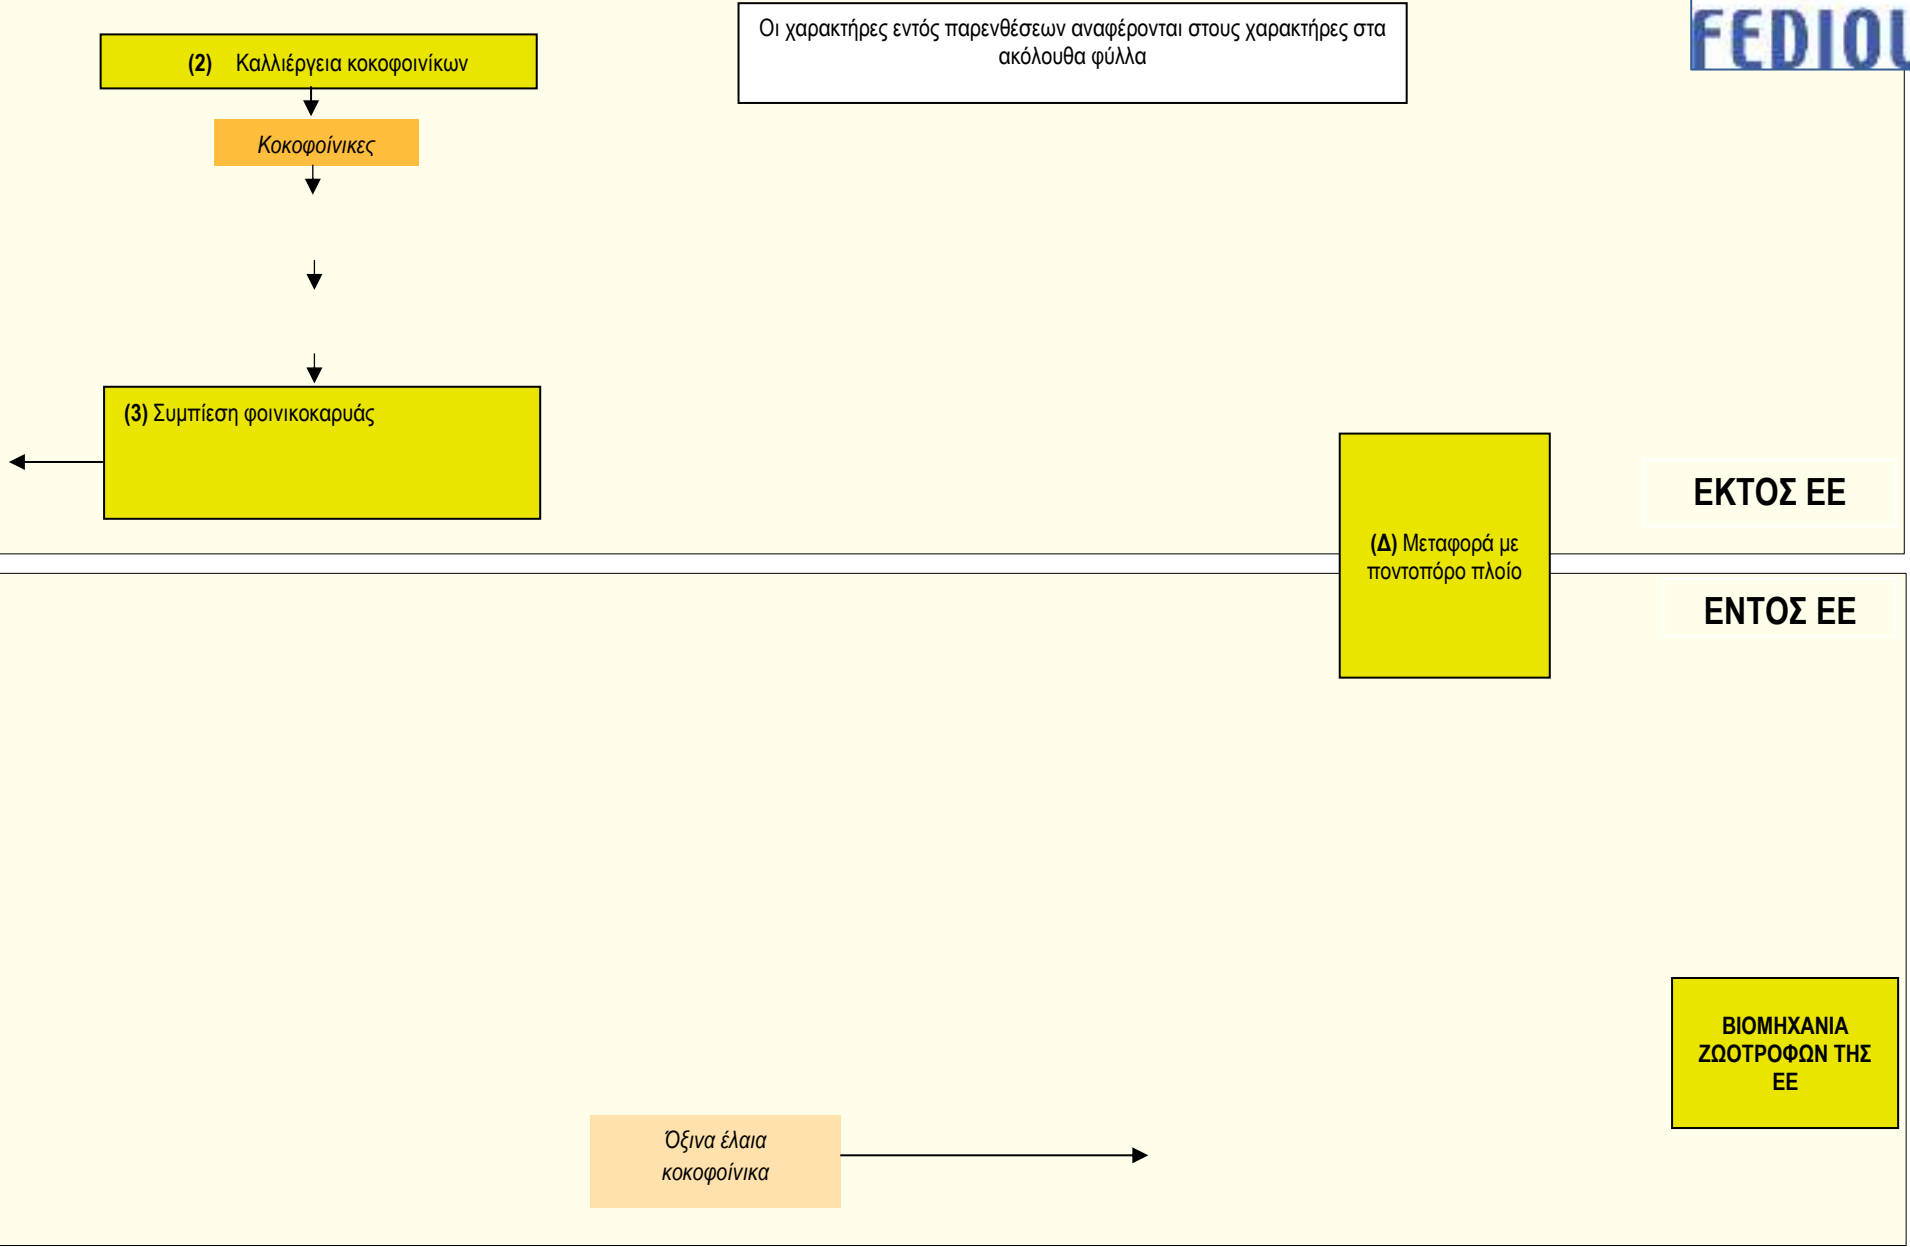 Οι χαρακτήρες εντός παρενθέσεων αναφέρονται στους χαρακτήρες στα
ακόλουθα φύλλα
FEDIOL
(2) Καλλιέργεια κοκοφοινίκων
Κοκοφοίνικες
(3) Συμπίεση φοινικοκαρυάς
ΕΚΤΟΣ ΕΕ
(Δ) Μεταφορά με
ποντοπόρο πλοίο
ΕΝΤΟΣ ΕΕ
ΒΙΟΜΗΧΑΝΙΑ
ΖΩΟΤΡΟΦΩΝ ΤΗΣ
ΕΕ
Όξινα έλαια
κοκοφοίνικα